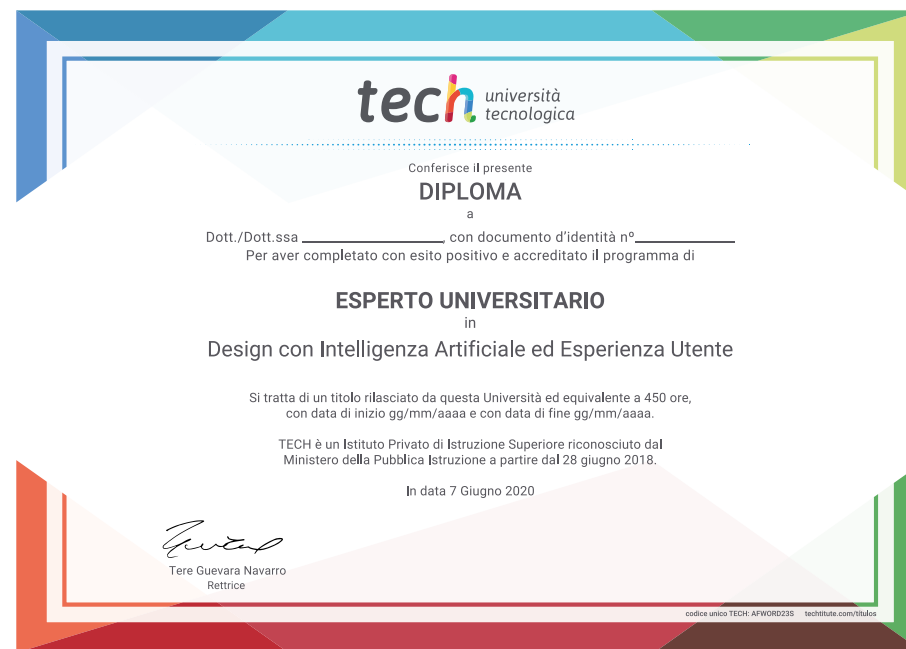 tech università
tecnologica
Conferisce il presente
DIPLOMA
a
Dott./Dott.ssa ____________________, con documento d'identità nº______________
Per aver completato con esito positivo e accreditato il programma di
ESPERTO UNIVERSITARIO
in
Design con Intelligenza Artificiale ed Esperienza Utente
Si tratta di un titolo rilasciato da questa Università ed equivalente a 450 ore,
con data di inizio gg/mm/aaaa e con data di fine gg/mm/aaaa.
TECH è un Istituto Privato di Istruzione Superiore riconosciuto dal
Ministero della Pubblica Istruzione a partire dal 28 giugno 2018.
In data 7 Giugno 2020
Tere Guevara Navarro
Rettrice
codice unico TECH: AFWORD23S techtitute.com/titulos